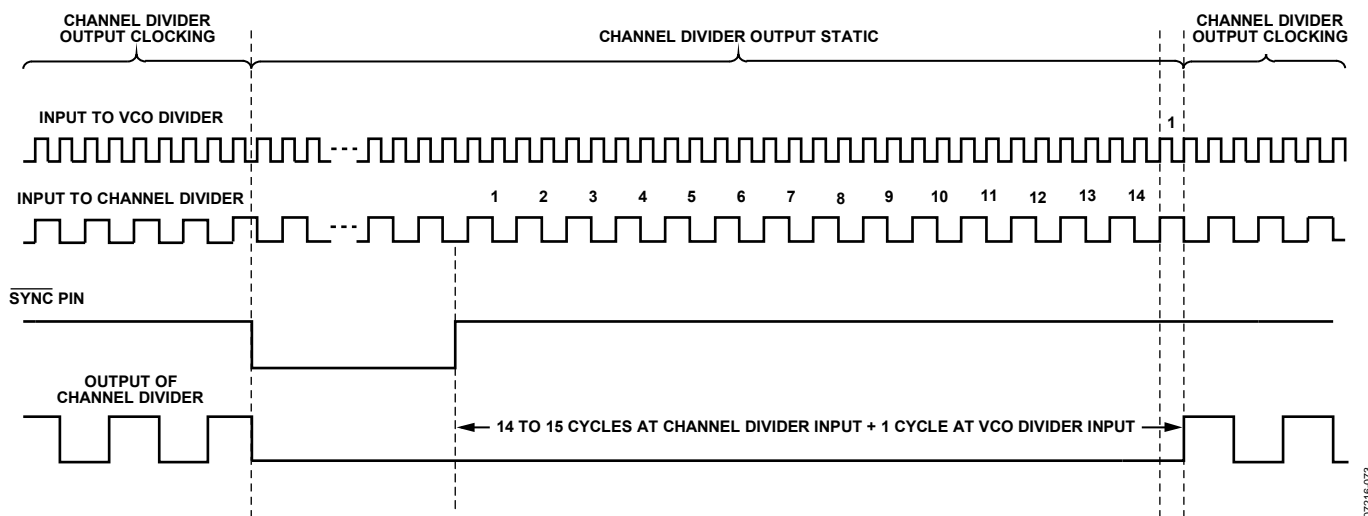 CHANNEL DIVIDER
OUTPUT CLOCKING
CHANNEL DIVIDER OUTPUT STATIC
CHANNEL DIVIDER
OUTPUT CLOCKING
INPUT TO VCO DIVIDER
1
INPUT TO CHANNEL DIVIDER
1 2 3 4 5 6 7 8 9 10 11 12 13 14
SYNC PIN
OUTPUT OF
CHANNEL DIVIDER
14 TO 15 CYCLES AT CHANNEL DIVIDER INPUT + 1 CYCLE AT VCO DIVIDER INPUT
07216-073